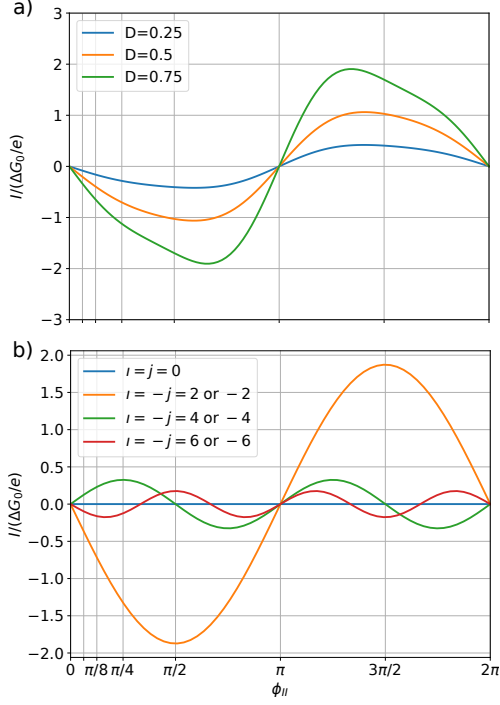 a)
D=0.25
D=0.5
D=0.75
I/(ΔG₀/e)
3
2
1
0
−1
−2
−3
b)
ı = j = 0
ı = −j = 2 or −2
ı = −j = 4 or −4
ı = −j = 6 or −6
I/(ΔG₀/e)
2.0
1.5
1.0
0.5
0.0
−0.5
−1.0
−1.5
−2.0
0 π/8 π/4 π/2 π 3π/2 2π
ϕ_II